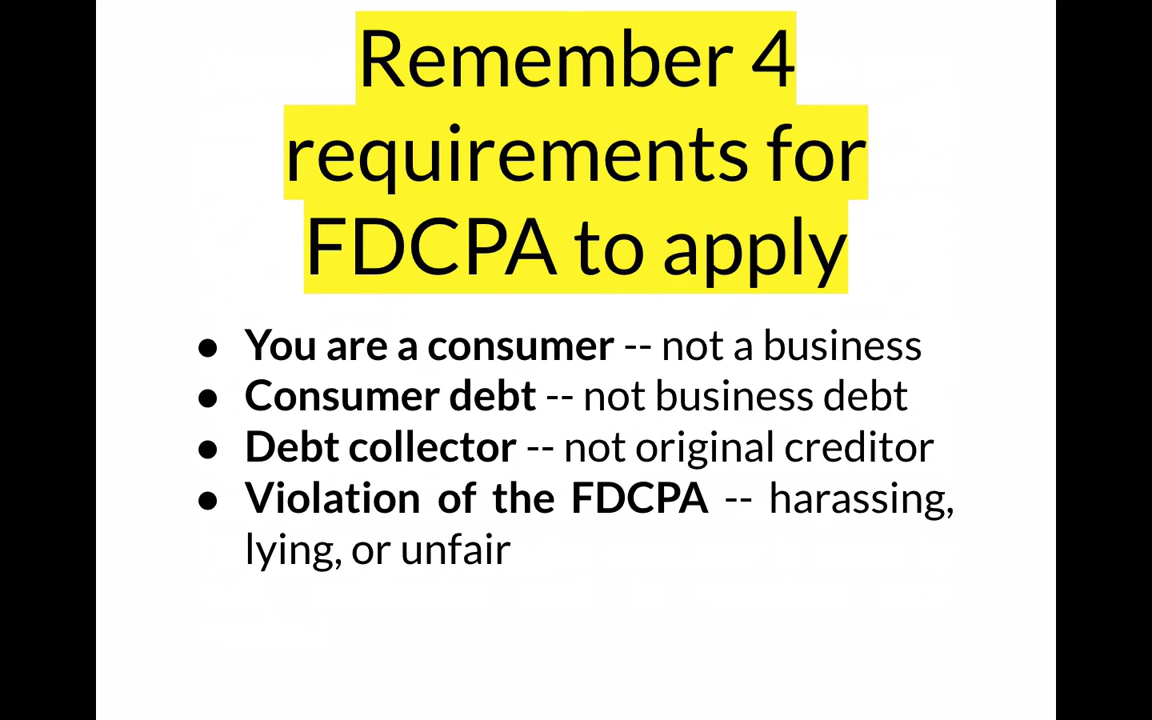 Remember 4
requirements for
FDCPA to apply
● You are a consumer -- not a business
● Consumer debt -- not business debt
● Debt collector -- not original creditor
● Violation of the FDCPA -- harassing,
lying, or unfair